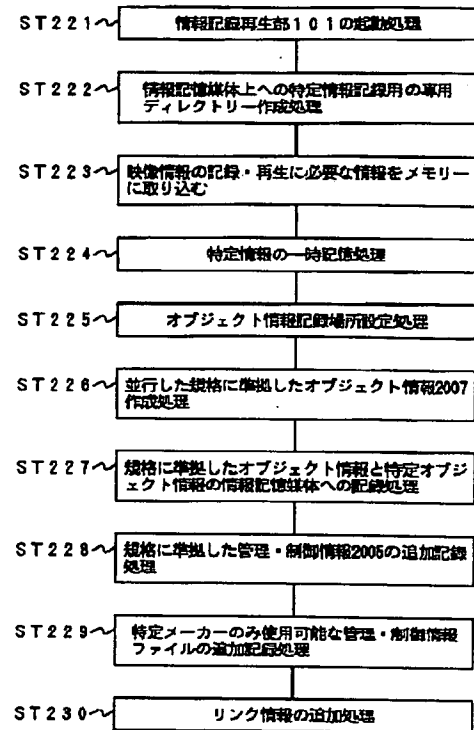 ST221
情報記録再生部101の起動処理
ST222
情報記憶媒体上への特定情報記録用の専用
ディレクトリー作成処理
ST223
映像情報の記録・再生に必要な情報をメモリー
に取り込む
ST224
特定情報の一時記憶処理
ST225
オブジェクト情報記録場所設定処理
ST226
並行した規格に準拠したオブジェクト情報2007
作成処理
ST227
規格に準拠したオブジェクト情報と特定オブジ
ェクト情報の情報記憶媒体への記録処理
ST228
規格に準拠した管理・制御情報2005の追加記録
処理
ST229
特定メーカーのみ使用可能な管理・制御情報
ファイルの追加記録処理
ST230
リンク情報の追加処理